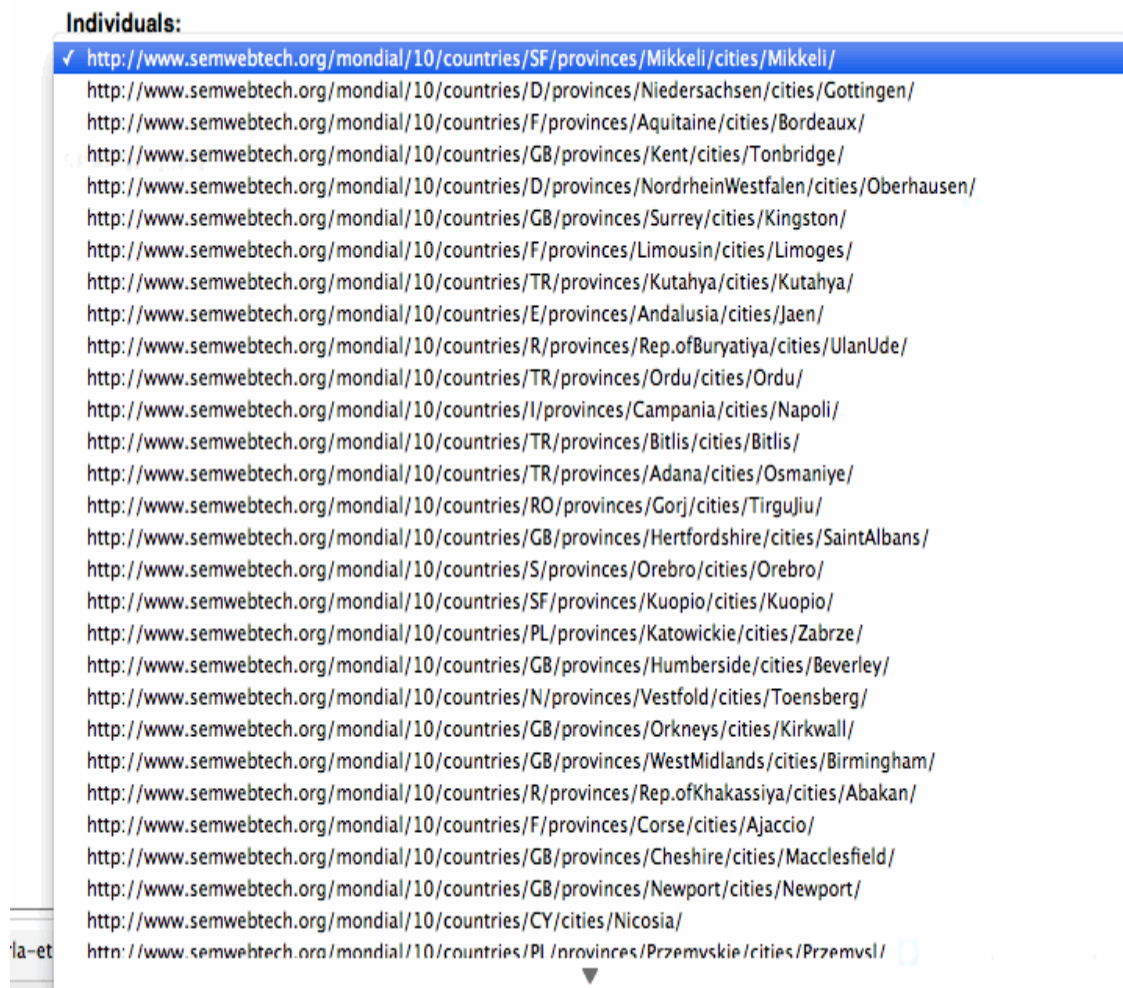 Individuals:
✓ http://www.semwebtech.org/mondial/10/countries/SF/provinces/Mikkeli/cities/Mikkeli/
http://www.semwebtech.org/mondial/10/countries/D/provinces/Niedersachsen/cities/Gottingen/
http://www.semwebtech.org/mondial/10/countries/F/provinces/Aquitaine/cities/Bordeaux/
http://www.semwebtech.org/mondial/10/countries/GB/provinces/Kent/cities/Tonbridge/
http://www.semwebtech.org/mondial/10/countries/D/provinces/NordrheinWestfalen/cities/Oberhausen/
http://www.semwebtech.org/mondial/10/countries/GB/provinces/Surrey/cities/Kingston/
http://www.semwebtech.org/mondial/10/countries/F/provinces/Limousin/cities/Limoges/
http://www.semwebtech.org/mondial/10/countries/TR/provinces/Kutahya/cities/Kutahya/
http://www.semwebtech.org/mondial/10/countries/E/provinces/Andalusia/cities/Jaen/
http://www.semwebtech.org/mondial/10/countries/R/provinces/Rep.ofBuryatiya/cities/UlanUde/
http://www.semwebtech.org/mondial/10/countries/TR/provinces/Ordu/cities/Ordu/
http://www.semwebtech.org/mondial/10/countries/I/provinces/Campania/cities/Napoli/
http://www.semwebtech.org/mondial/10/countries/TR/provinces/Bitlis/cities/Bitlis/
http://www.semwebtech.org/mondial/10/countries/TR/provinces/Adana/cities/Osmaniye/
http://www.semwebtech.org/mondial/10/countries/RO/provinces/Gorj/cities/TirguJiu/
http://www.semwebtech.org/mondial/10/countries/GB/provinces/Hertfordshire/cities/SaintAlbans/
http://www.semwebtech.org/mondial/10/countries/S/provinces/Orebro/cities/Orebro/
http://www.semwebtech.org/mondial/10/countries/SF/provinces/Kuopio/cities/Kuopio/
http://www.semwebtech.org/mondial/10/countries/PL/provinces/Katowickie/cities/Zabrze/
http://www.semwebtech.org/mondial/10/countries/GB/provinces/Humberside/cities/Beverley/
http://www.semwebtech.org/mondial/10/countries/N/provinces/Vestfold/cities/Toensberg/
http://www.semwebtech.org/mondial/10/countries/GB/provinces/Orkneys/cities/Kirkwall/
http://www.semwebtech.org/mondial/10/countries/GB/provinces/WestMidlands/cities/Birmingham/
http://www.semwebtech.org/mondial/10/countries/R/provinces/Rep.ofKhakassiya/cities/Abakan/
http://www.semwebtech.org/mondial/10/countries/F/provinces/Corse/cities/Ajaccio/
http://www.semwebtech.org/mondial/10/countries/GB/provinces/Cheshire/cities/Macclesfield/
http://www.semwebtech.org/mondial/10/countries/GB/provinces/Newport/cities/Newport/
http://www.semwebtech.org/mondial/10/countries/CY/cities/Nicosia/
rla-et http://www.semwebtech.org/mondial/10/countries/PL/provinces/Przemyskie/cities/Przemysl/